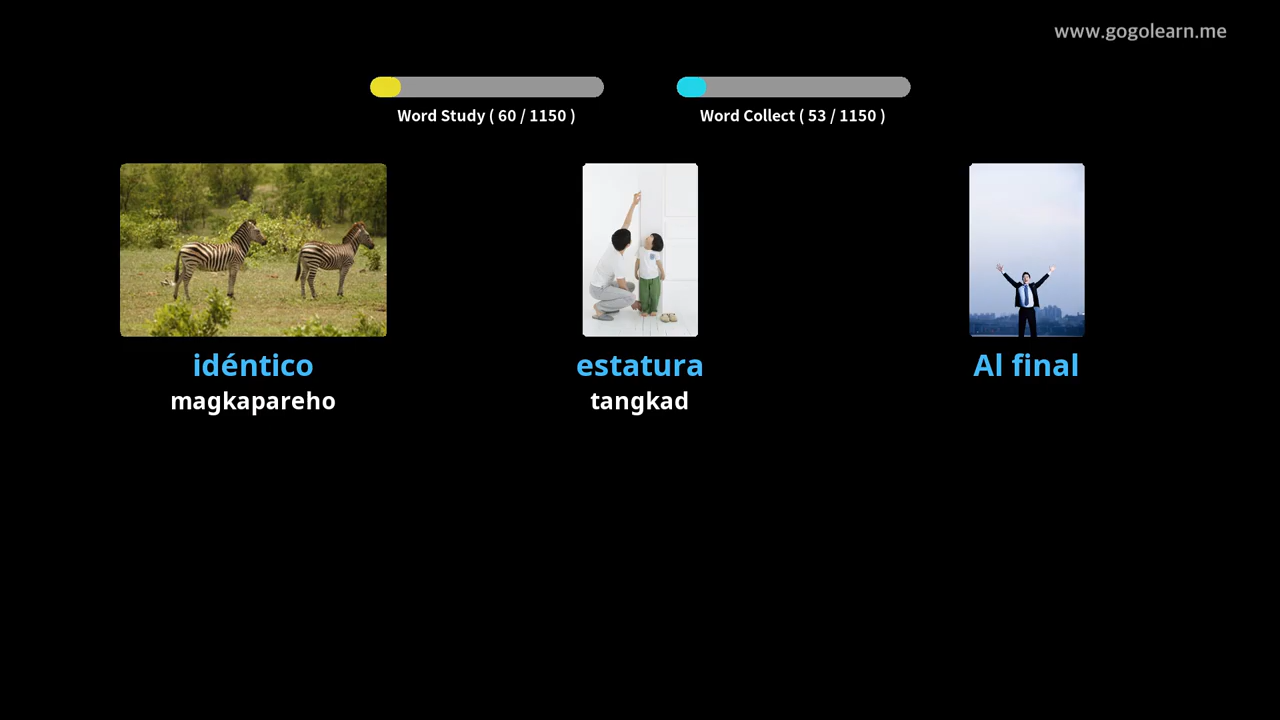 www.gogolearn.me
Word Study ( 60 / 1150 )
Word Collect ( 53 / 1150 )
idéntico
magkapareho
estatura
tangkad
Al final